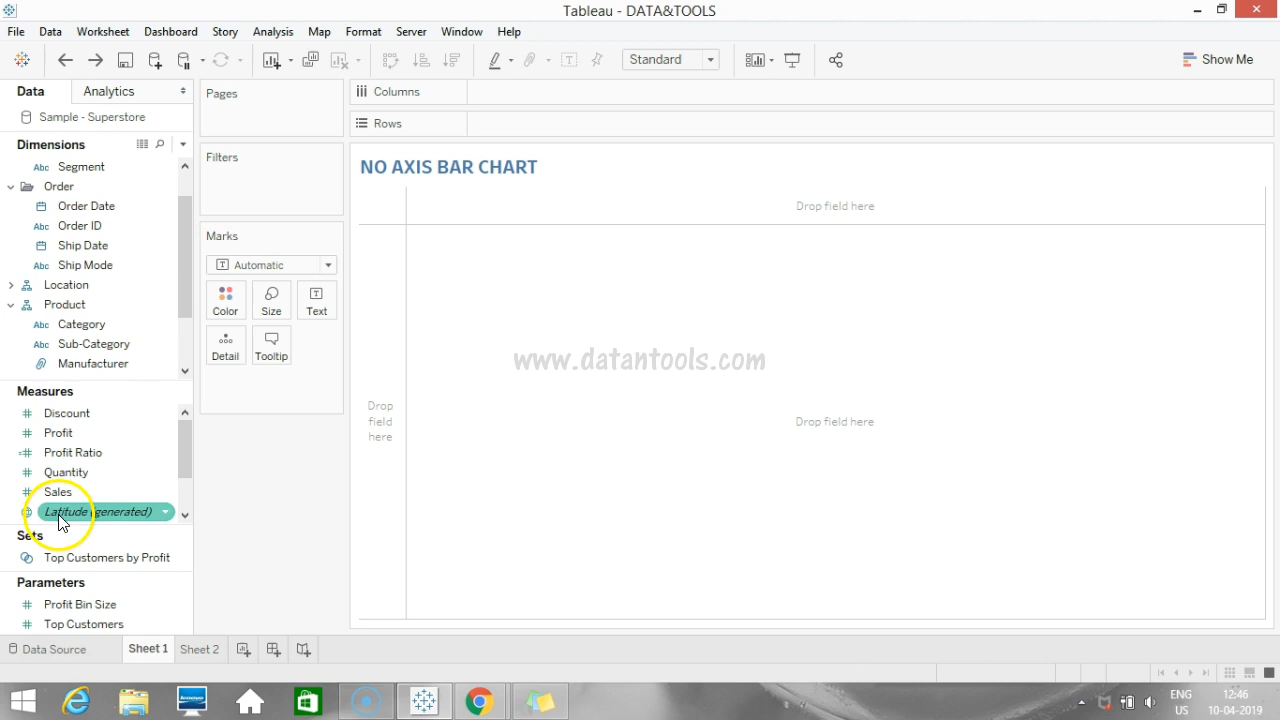 Tableau - DATA&TOOLS
File Data Worksheet Dashboard Story Analysis Map Format Server Window Help
Standard
Show Me
Data Analytics
Sample - Superstore
Dimensions
Abc Segment
Order
Order Date
Abc Order ID
Ship Date
Abc Ship Mode
Location
Product
Abc Category
Abc Sub-Category
Manufacturer
Measures
Discount
Profit
Profit Ratio
Quantity
Sales
Latitude (generated)
Sets
Top Customers by Profit
Parameters
Profit Bin Size
Top Customers
Pages
Filters
Marks
Automatic
Color Size Text
Detail Tooltip
Columns
Rows
NO AXIS BAR CHART
Drop field here
www.datantools.com
Drop
field
here
Drop field here
Data Source Sheet 1 Sheet 2
ENG
US
12:46
10-04-2019